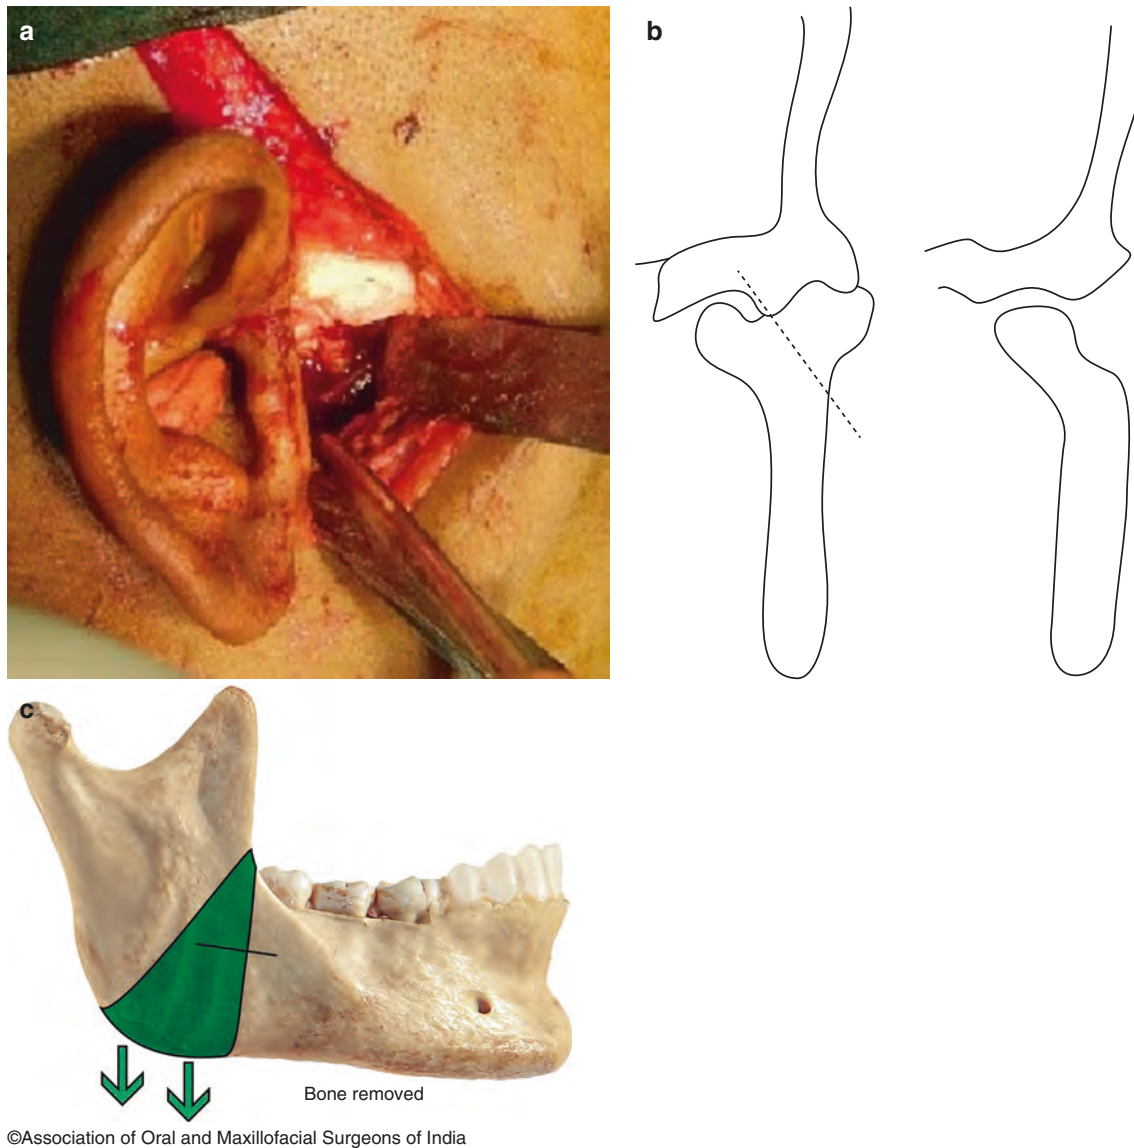 a
b
c
Bone removed
©Association of Oral and Maxillofacial Surgeons of India